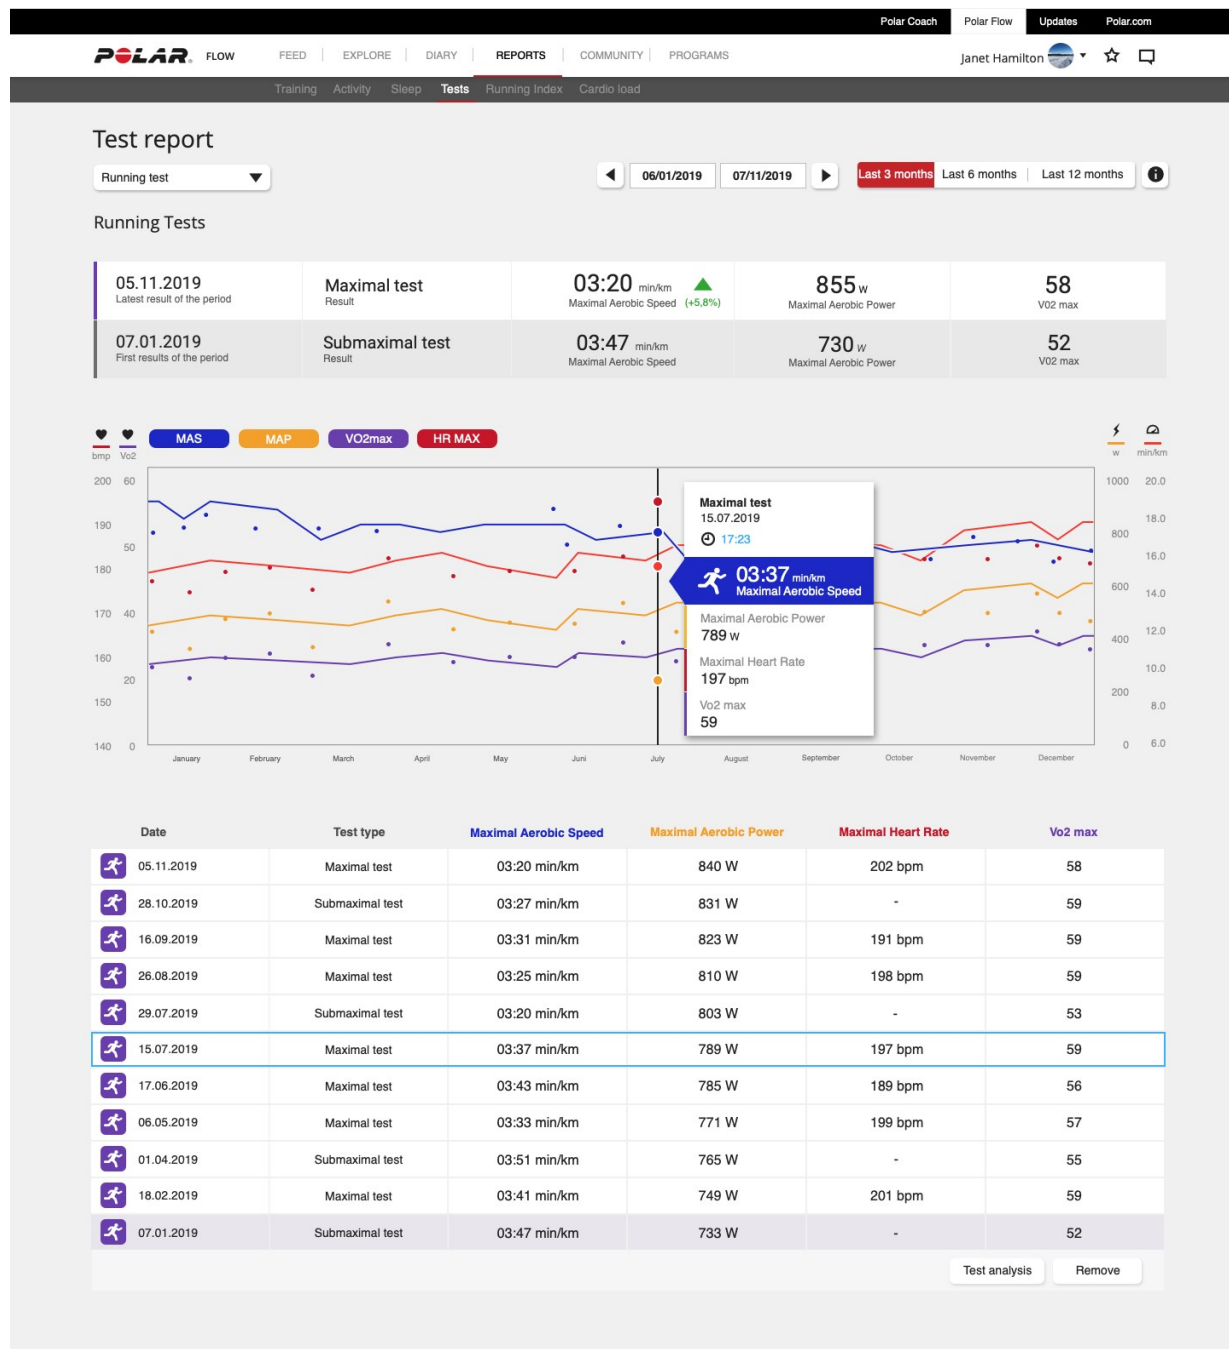 Polar Coach Polar Flow Updates Polar.com
POLAR. FLOW FEED EXPLORE DIARY REPORTS COMMUNITY PROGRAMS Janet Hamilton
Training Activity Sleep Tests Running Index Cardio load
Test report
Running test 06/01/2019 07/11/2019 Last 3 months Last 6 months Last 12 months
Running Tests
05.11.2019 Maximal test 03:20 min/km 855 w 58
Latest result of the period Result Maximal Aerobic Speed (+5,8%) Maximal Aerobic Power V02 max
07.01.2019 Submaximal test 03:47 min/km 730 w 52
First results of the period Result Maximal Aerobic Speed Maximal Aerobic Power V02 max
MAS MAP VO2max HR MAX
bmp Vo2 w min/km
200 60 1000 20.0
190 18.0
800
50 16.0
180
600 14.0
170 40
400 12.0
160 10.0
20
200
150 8.0
140 0 0 6.0
Maximal test
15.07.2019
17:23
03:37 min/km
Maximal Aerobic Speed
Maximal Aerobic Power
789 w
Maximal Heart Rate
197 bpm
Vo2 max
59
January February March April May Juni July August September October November December
Date Test type Maximal Aerobic Speed Maximal Aerobic Power Maximal Heart Rate Vo2 max
05.11.2019 Maximal test 03:20 min/km 840 W 202 bpm 58
28.10.2019 Submaximal test 03:27 min/km 831 W - 59
16.09.2019 Maximal test 03:31 min/km 823 W 191 bpm 59
26.08.2019 Maximal test 03:25 min/km 810 W 198 bpm 59
29.07.2019 Submaximal test 03:20 min/km 803 W - 53
15.07.2019 Maximal test 03:37 min/km 789 W 197 bpm 59
17.06.2019 Maximal test 03:43 min/km 785 W 189 bpm 56
06.05.2019 Maximal test 03:33 min/km 771 W 199 bpm 57
01.04.2019 Submaximal test 03:51 min/km 765 W - 55
18.02.2019 Maximal test 03:41 min/km 749 W 201 bpm 59
07.01.2019 Submaximal test 03:47 min/km 733 W - 52
Test analysis Remove